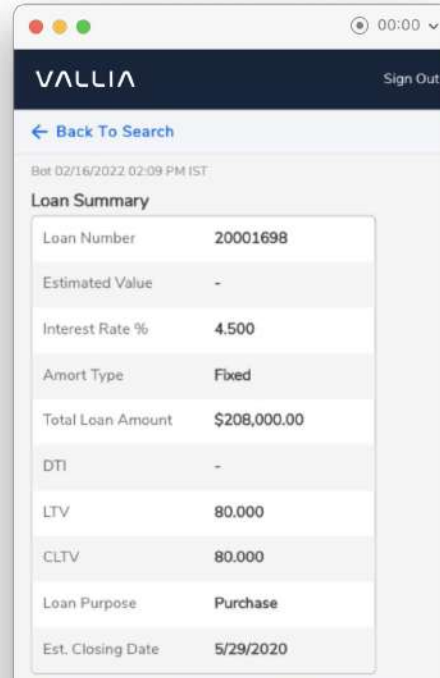 00:00
VALLIA
Sign Out
← Back To Search
Bot 02/16/2022 02:09 PM IST
Loan Summary
Loan Number 20001698
Estimated Value -
Interest Rate % 4.500
Amort Type Fixed
Total Loan Amount $208,000.00
DTI -
LTV 80.000
CLTV 80.000
Loan Purpose Purchase
Est. Closing Date 5/29/2020